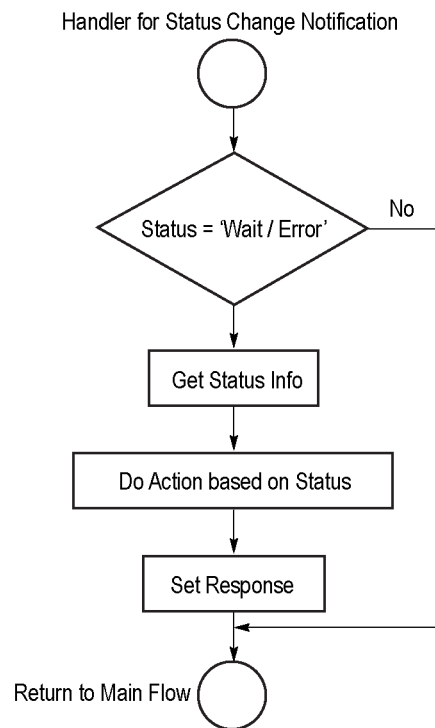 Handler for Status Change Notification
Status = ‘Wait / Error’
No
Get Status Info
Do Action based on Status
Set Response
Return to Main Flow